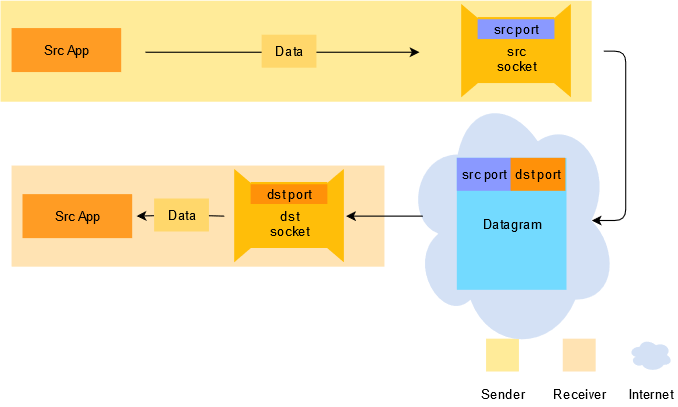 Src App
Data
src port
src
socket
src port
dst port
Datagram
dst port
dst
socket
Data
Src App
Sender
Receiver
Internet